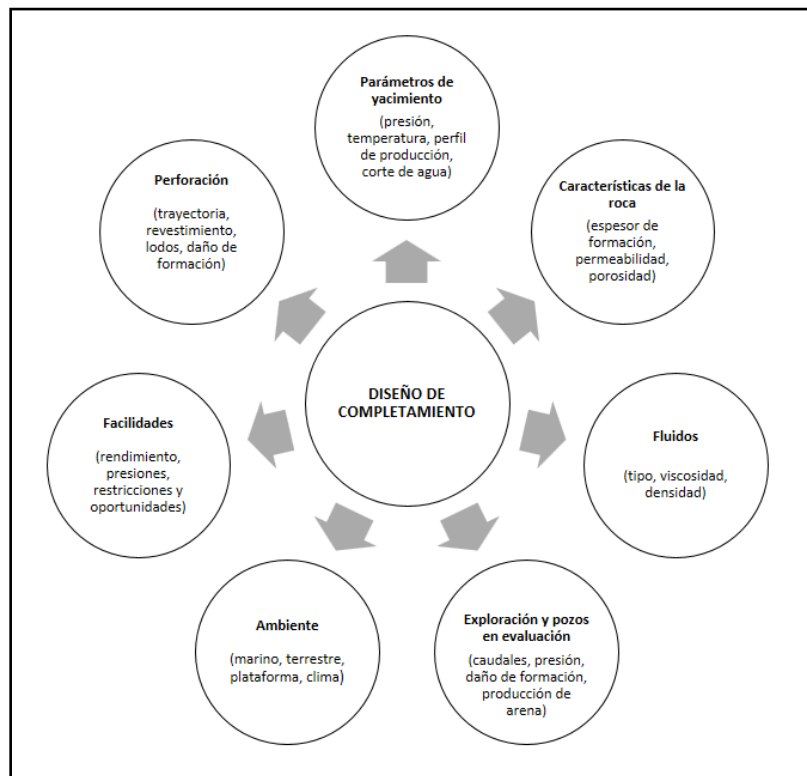 Parámetros de
yacimiento
(presión,
temperatura, perfil
de producción,
corte de agua)
Características de la
roca
(espesor de
formación,
permeabilidad,
porosidad)
Fluidos
(tipo, viscosidad,
densidad)
Exploración y pozos
en evaluación
(caudales, presión,
daño de formación,
producción de
arena)
Ambiente
(marino, terrestre,
plataforma, clima)
Facilidades
(rendimiento,
presiones,
restricciones y
oportunidades)
Perforación
(trayectoria,
revestimiento,
lodos, daño de
formación)
DISEÑO DE
COMPLETAMIENTO